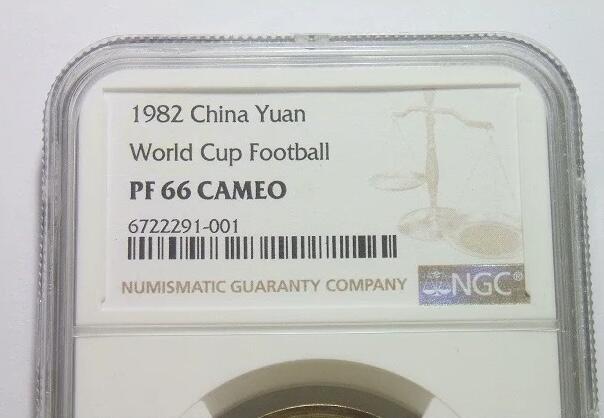 1982 China Yuan
World Cup Football
PF 66 CAMEO
6722291-001
NUMISMATIC GUARANTY COMPANY
NGC®